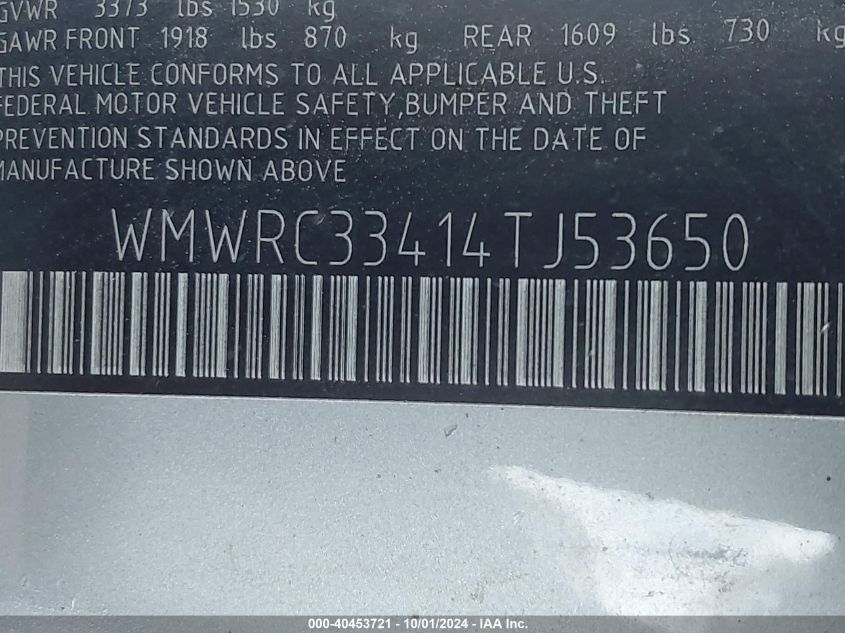 GVWR 3373 lbs 1530 kg
GAWR FRONT 1918 lbs 870 kg REAR 1609 lbs 730 kg
THIS VEHICLE CONFORMS TO ALL APPLICABLE U.S.
FEDERAL MOTOR VEHICLE SAFETY,BUMPER AND THEFT
PREVENTION STANDARDS IN EFFECT ON THE DATE OF
MANUFACTURE SHOWN ABOVE
WMWRC33414TJ53650
000-40453721 - 10/01/2024 - IAA Inc.